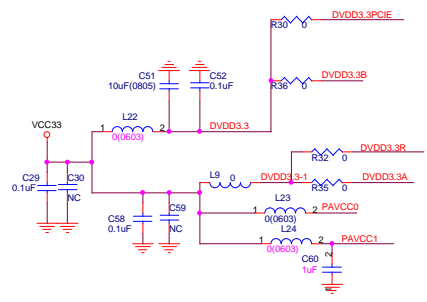 DVDD3.3PCIE
R30 0
C51
10uF(0805)
C52
0.1uF
DVDD3.3B
R36 0
VCC33
L22
1 2
0(0603)
DVDD3.3
C29
0.1uF
C30
NC
L9
0
DVDD3.3-1
R32 0
DVDD3.3R
R35 0
DVDD3.3A
C58
0.1uF
C59
NC
L23
1 2
0(0603)
PAVCC0
L24
1 2
0(0603)
PAVCC1
C60
1uF